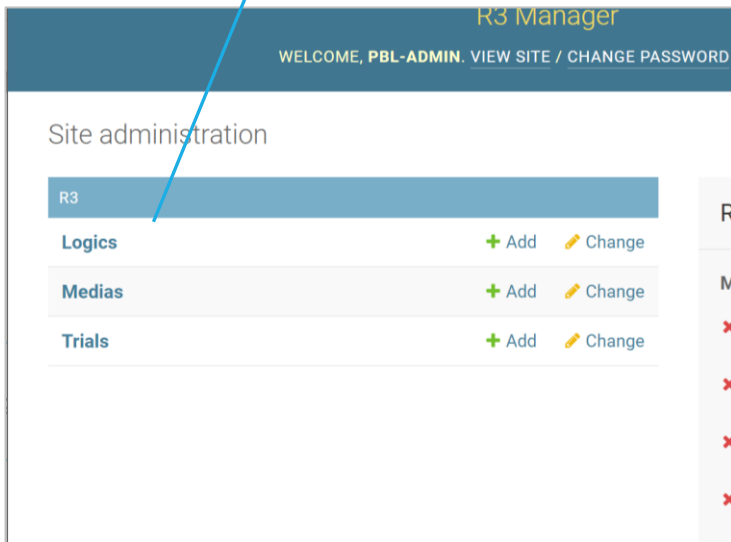 R3 Manager
WELCOME, PBL-ADMIN. VIEW SITE / CHANGE PASSWORD
Site administration
R3
Logics + Add Change
Medias + Add Change
Trials + Add Change